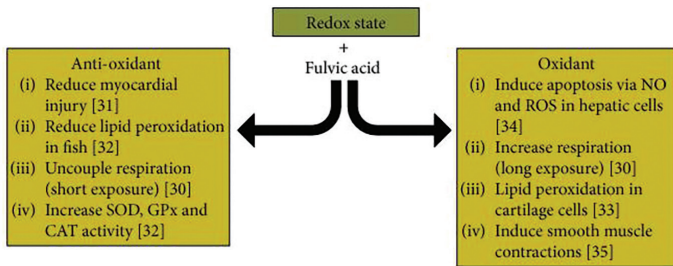 Redox state
+
Fulvic acid
Anti-oxidant
(i) Reduce myocardial
injury [31]
(ii) Reduce lipid peroxidation
in fish [32]
(iii) Uncouple respiration
(short exposure) [30]
(iv) Increase SOD, GPx and
CAT activity [32]
Oxidant
(i) Induce apoptosis via NO
and ROS in hepatic cells
[34]
(ii) Increase respiration
(long exposure) [30]
(iii) Lipid peroxidation in
cartilage cells [33]
(iv) Induce smooth muscle
contractions [35]